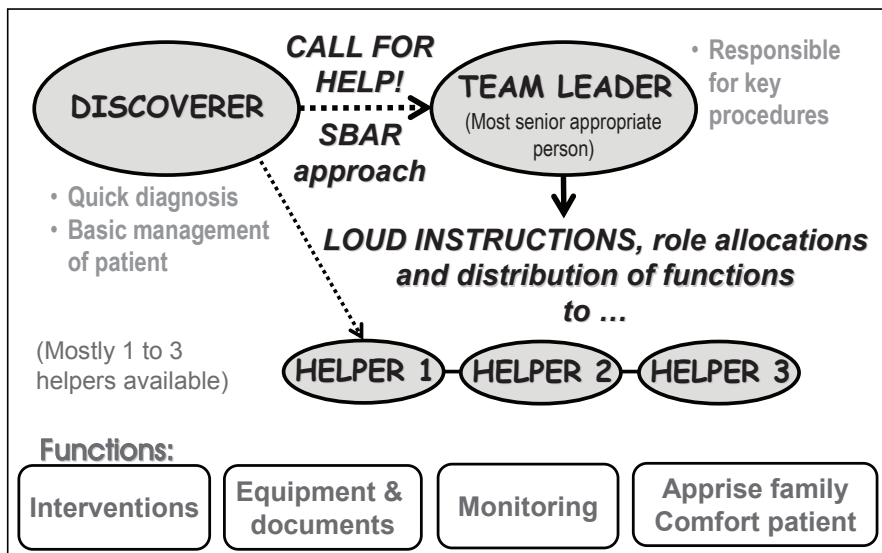 CALL FOR
HELP!
DISCOVERER
SBAR
approach
TEAM LEADER
(Most senior appropriate
person)
• Responsible
for key
procedures
• Quick diagnosis
• Basic management
of patient
LOUD INSTRUCTIONS, role allocations
and distribution of functions
to …
(Mostly 1 to 3
helpers available)
HELPER 1
HELPER 2
HELPER 3
Functions:
Interventions
Equipment &
documents
Monitoring
Apprise family
Comfort patient